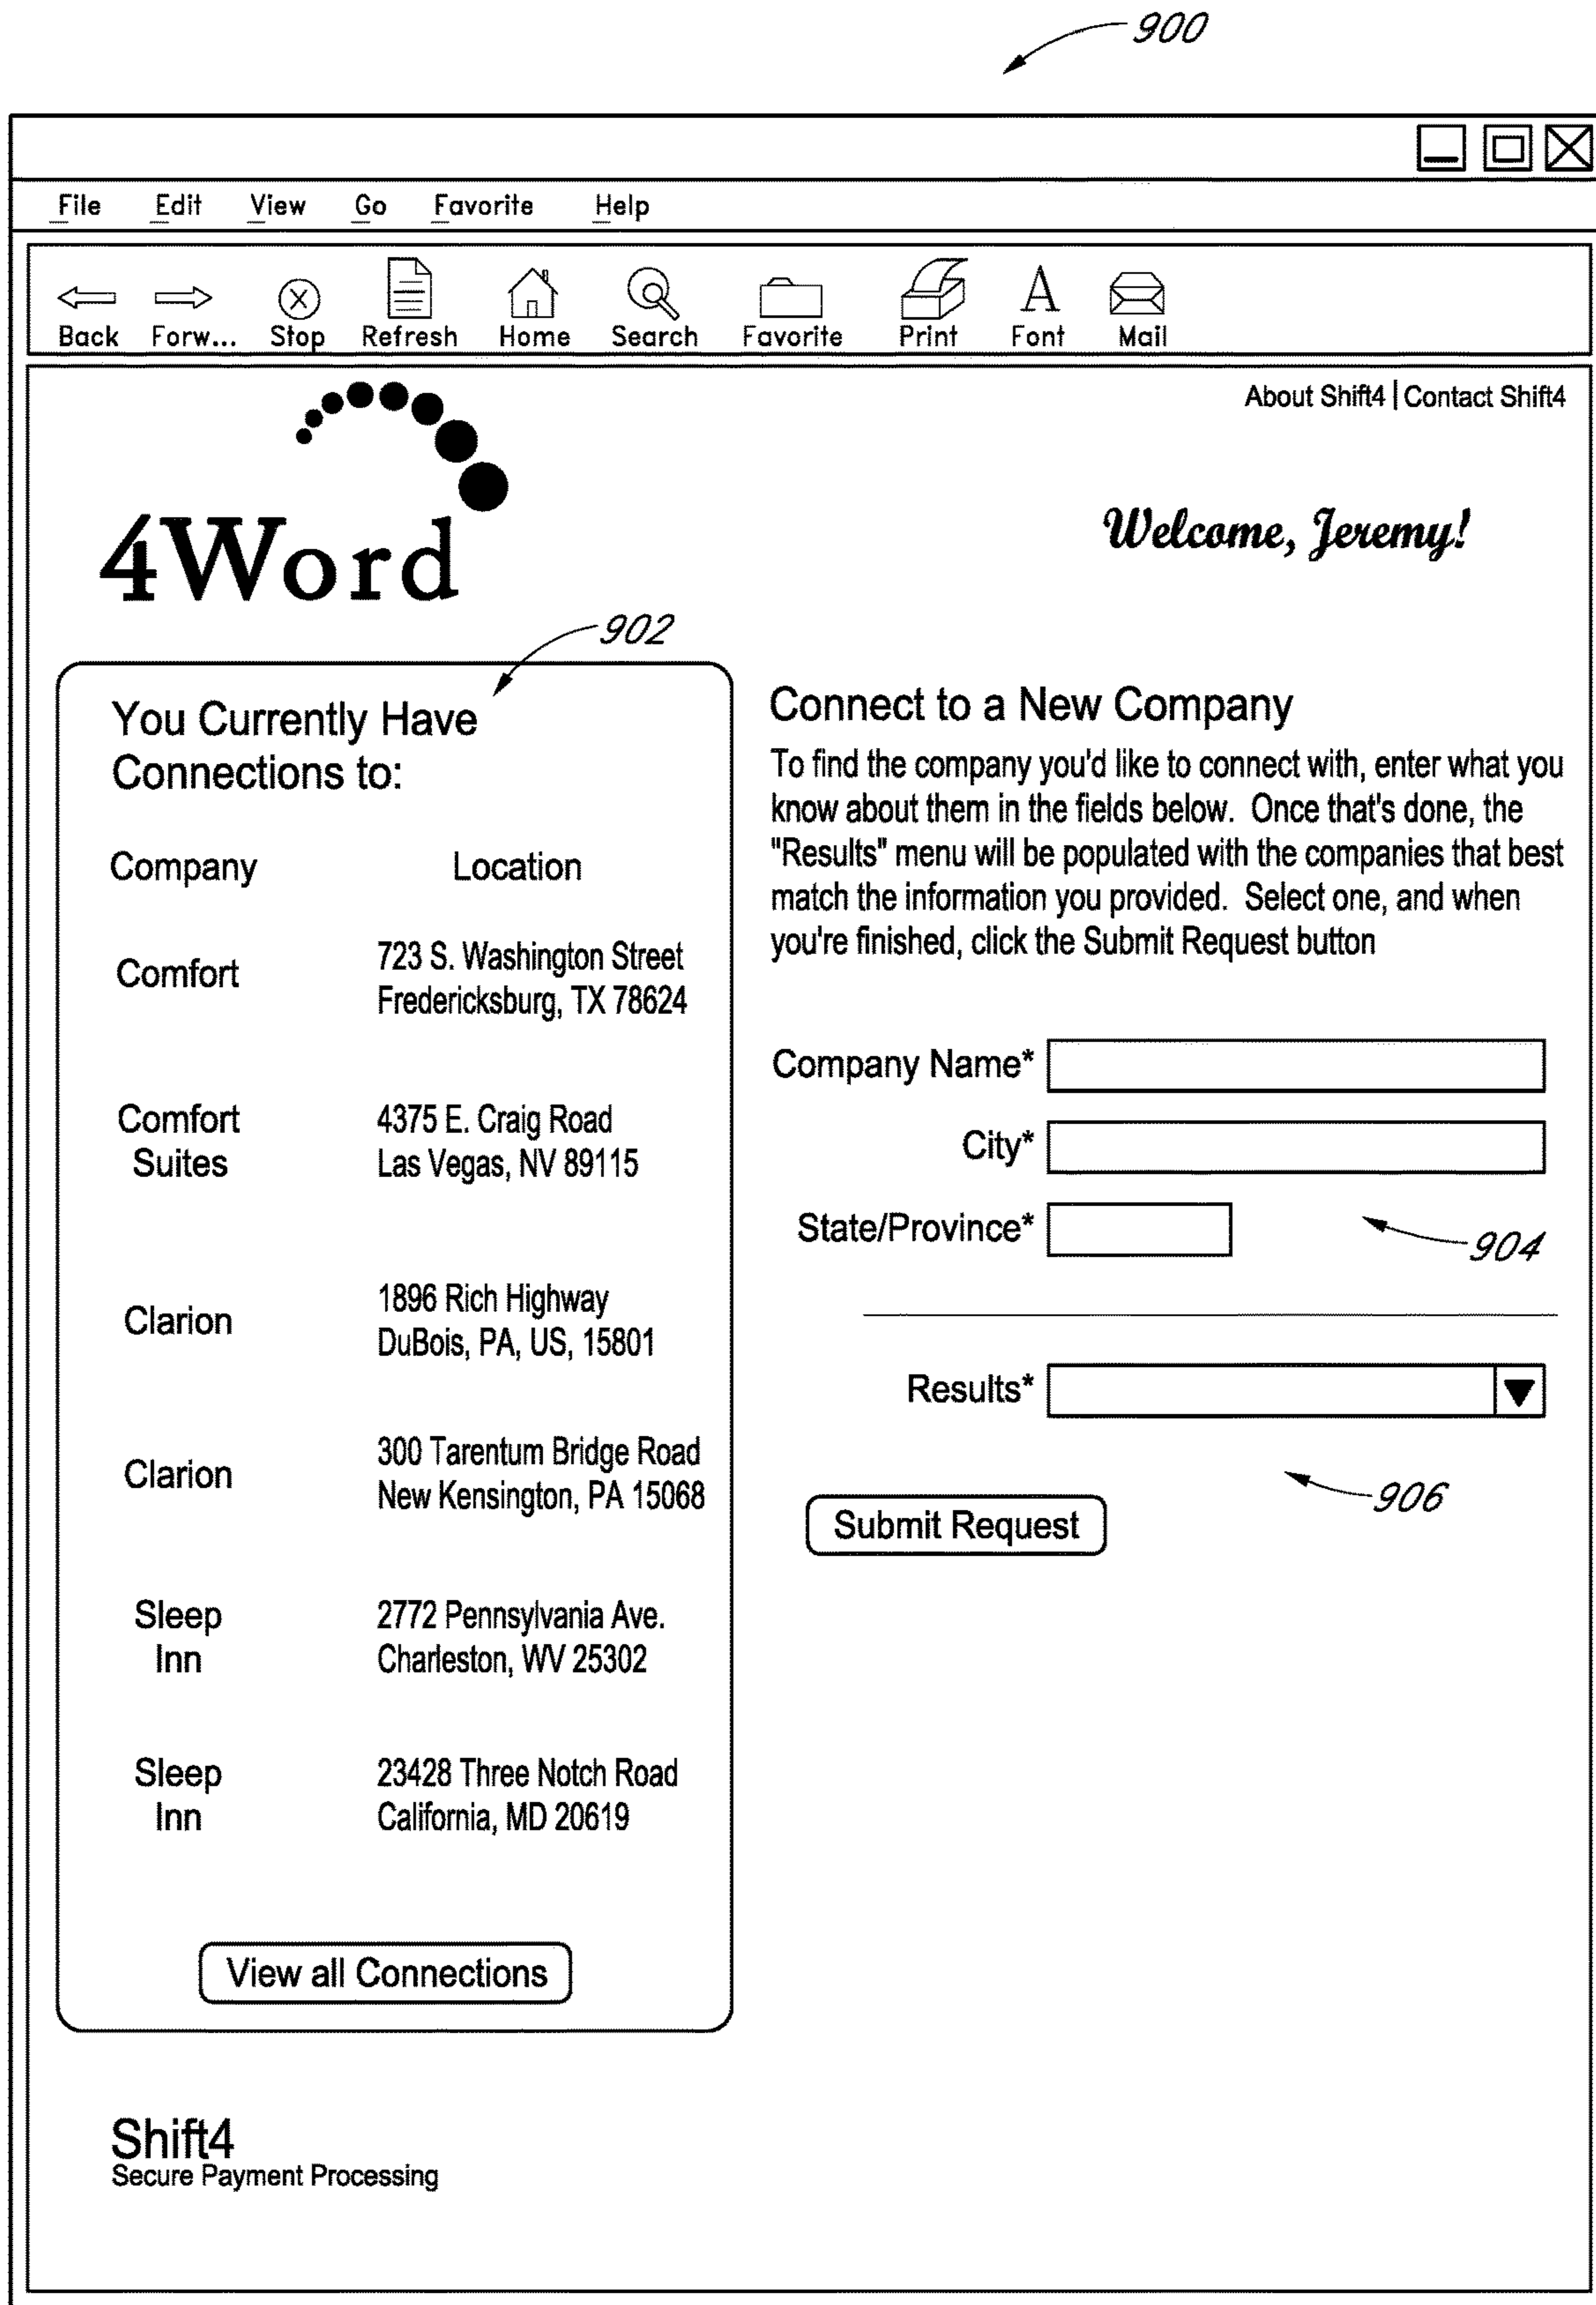 900
File Edit View Go Favorite Help
Back Forw... Stop Refresh Home Search Favorite Print Font Mail
About Shift4 | Contact Shift4
4Word
Welcome, Jeremy!
902
You Currently Have
Connections to:
Company Location
Comfort
723 S. Washington Street
Fredericksburg, TX 78624
Comfort
Suites
4375 E. Craig Road
Las Vegas, NV 89115
Clarion
1896 Rich Highway
DuBois, PA, US, 15801
Clarion
300 Tarentum Bridge Road
New Kensington, PA 15068
Sleep
Inn
2772 Pennsylvania Ave.
Charleston, WV 25302
Sleep
Inn
23428 Three Notch Road
California, MD 20619
View all Connections
Connect to a New Company
To find the company you'd like to connect with, enter what you
know about them in the fields below. Once that's done, the
"Results" menu will be populated with the companies that best
match the information you provided. Select one, and when
you're finished, click the Submit Request button
Company Name*
City*
State/Province*
904
Results*
906
Submit Request
Shift4
Secure Payment Processing